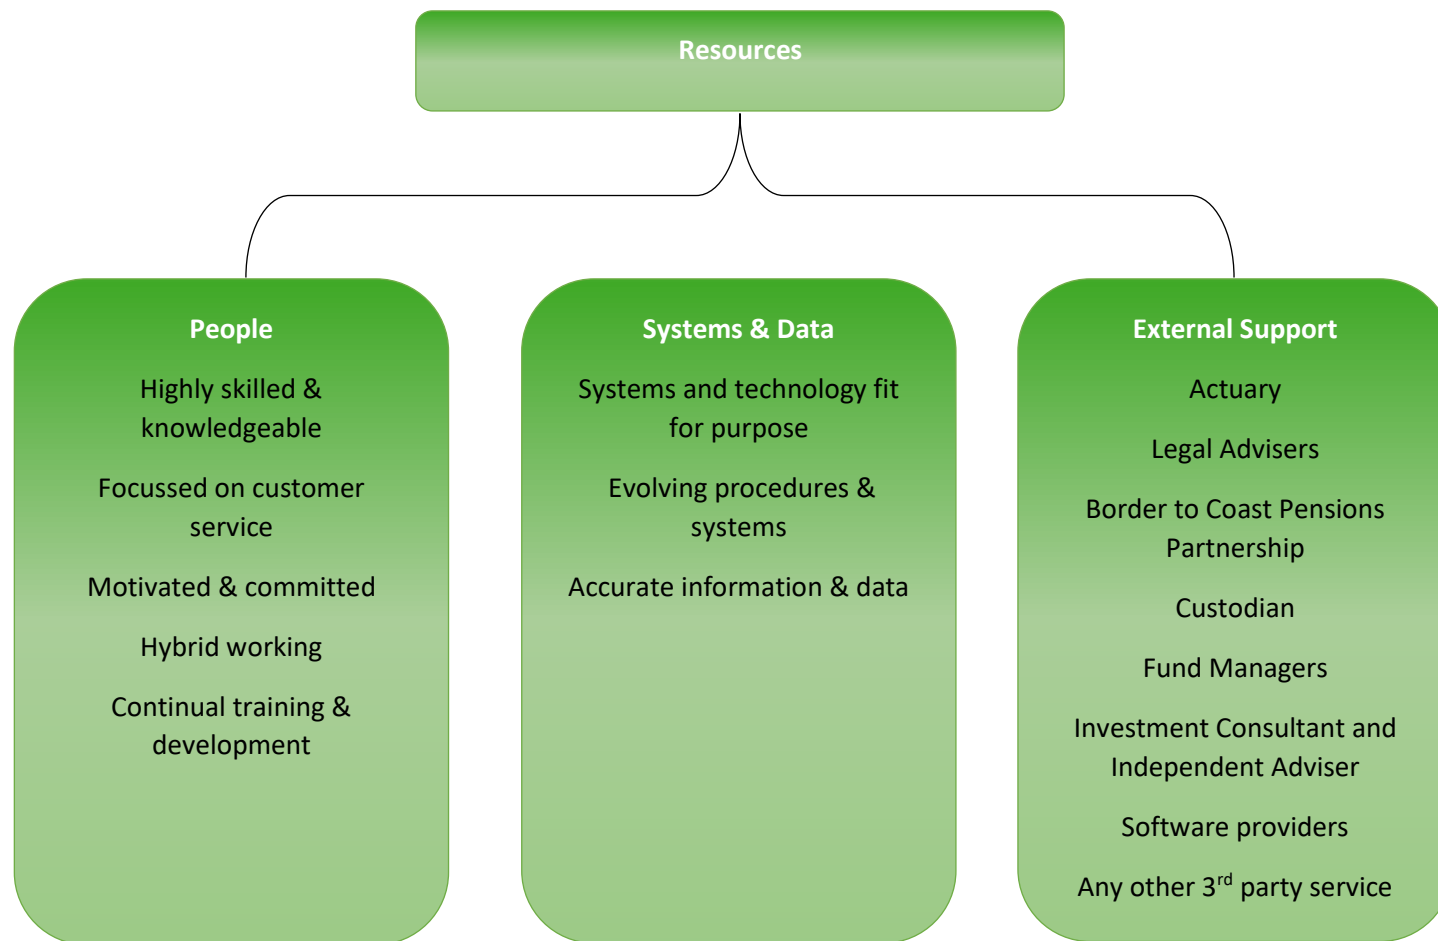 Resources
People
Highly skilled &
knowledgeable
Focussed on customer
service
Motivated & committed
Hybrid working
Continual training &
development
Systems & Data
Systems and technology fit
for purpose
Evolving procedures &
systems
Accurate information & data
External Support
Actuary
Legal Advisers
Border to Coast Pensions
Partnership
Custodian
Fund Managers
Investment Consultant and
Independent Adviser
Software providers
Any other 3rd party service